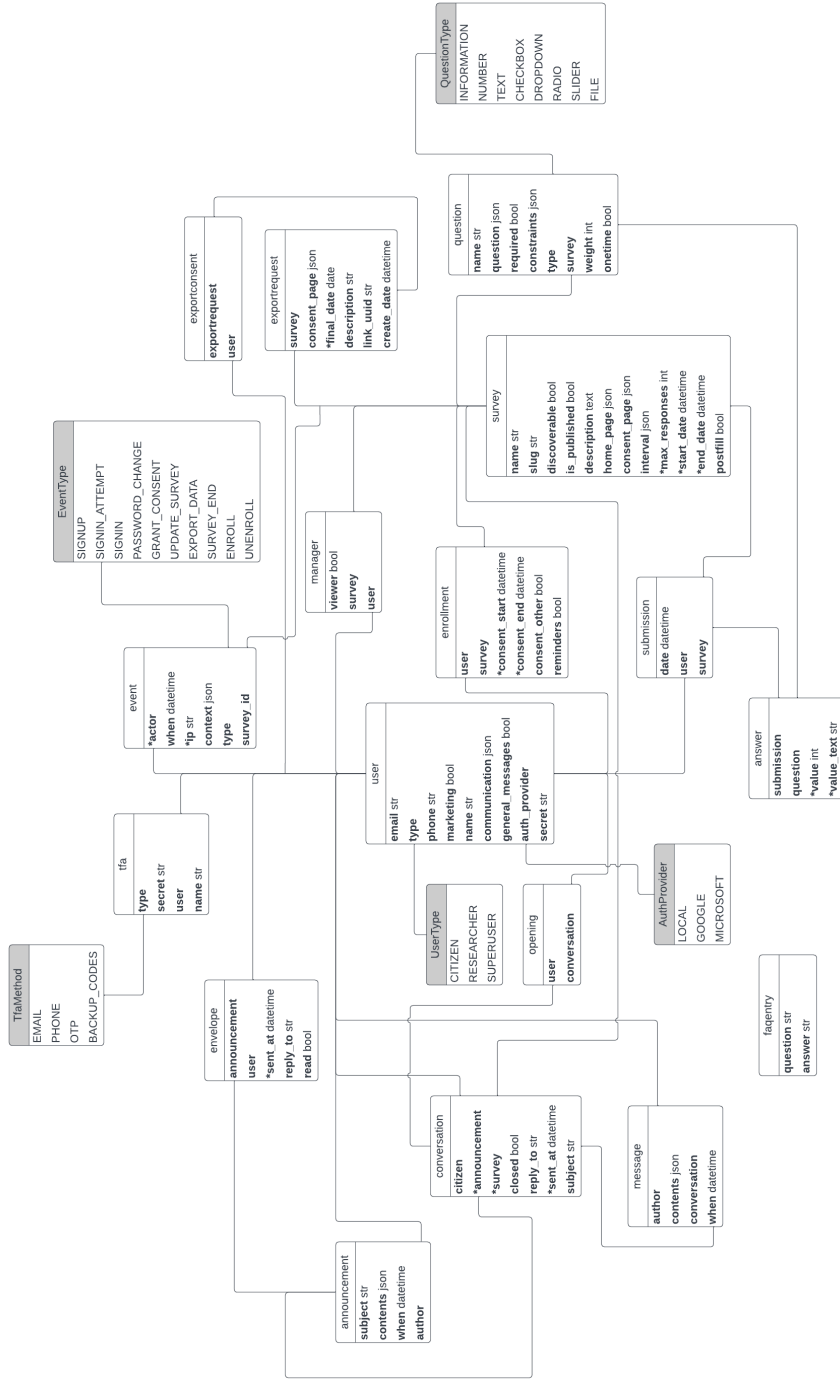 TfaMethod
EMAIL
PHONE
OTP
BACKUP_CODES
EventType
SIGNUP
SIGNIN_ATTEMPT
SIGNIN
PASSWORD_CHANGE
GRANT_CONSENT
UPDATE_SURVEY
EXPORT_DATA
SURVEY_END
ENROLL
UNENROLL
QuestionType
INFORMATION
NUMBER
TEXT
CHECKBOX
DROPDOWN
RADIO
SLIDER
FILE
tfa
type
secret str
user
name str
event
*actor
when datetime
*ip str
context json
type
survey_id
exportconsent
exportrequest
user
exportrequest
survey
consent_page json
*final_date date
description str
link_uuid str
create_date datetime
envelope
announcement
user
*sent_at datetime
reply_to str
read bool
manager
viewer bool
survey
user
announcement
subject str
contents json
when datetime
author
user
email str
type
phone str
marketing bool
name str
communication json
general_messages bool
auth_provider
secret str
UserType
CITIZEN
RESEARCHER
SUPERUSER
enrollment
user
survey
*consent_start datetime
*consent_end datetime
consent_other bool
reminders bool
question
name str
question json
required bool
constraints json
type
survey
weight int
onetime bool
conversation
citizen
*announcement
*survey
closed bool
reply_to str
*sent_at datetime
subject str
opening
user
conversation
survey
name str
slug str
discoverable bool
is_published bool
description text
home_page json
consent_page json
interval json
*max_responses int
*start_date datetime
*end_date datetime
postfill bool
message
author
contents json
conversation
when datetime
AuthProvider
LOCAL
GOOGLE
MICROSOFT
submission
date datetime
user
survey
faqentry
question str
answer str
answer
submission
question
*value int
*value_text str